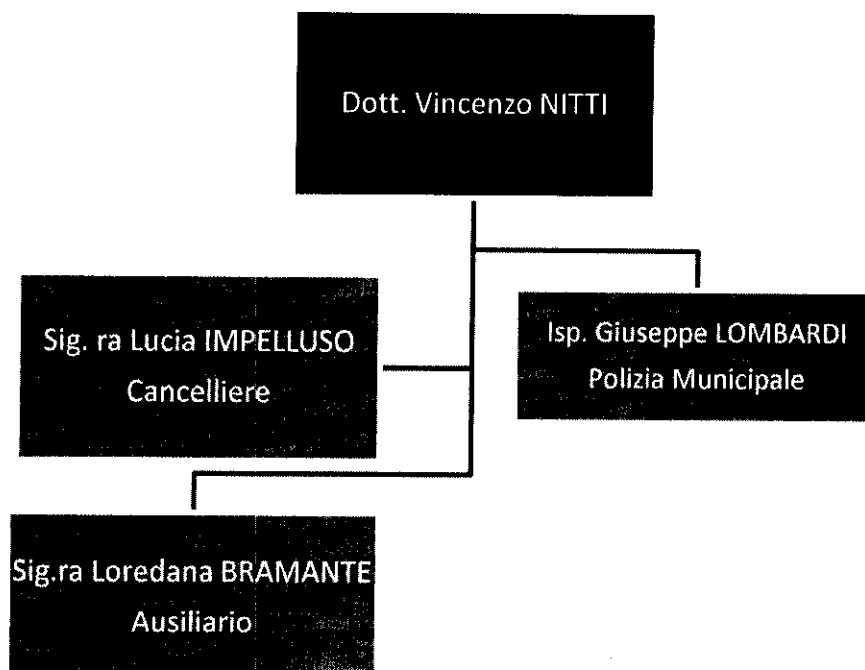 Dott. Vincenzo NITTI
Sig. ra Lucia IMPELLUSO
Cancelliere
Isp. Giuseppe LOMBARDI
Polizia Municipale
Sig.ra Loredana BRAMANTE
Ausiliario